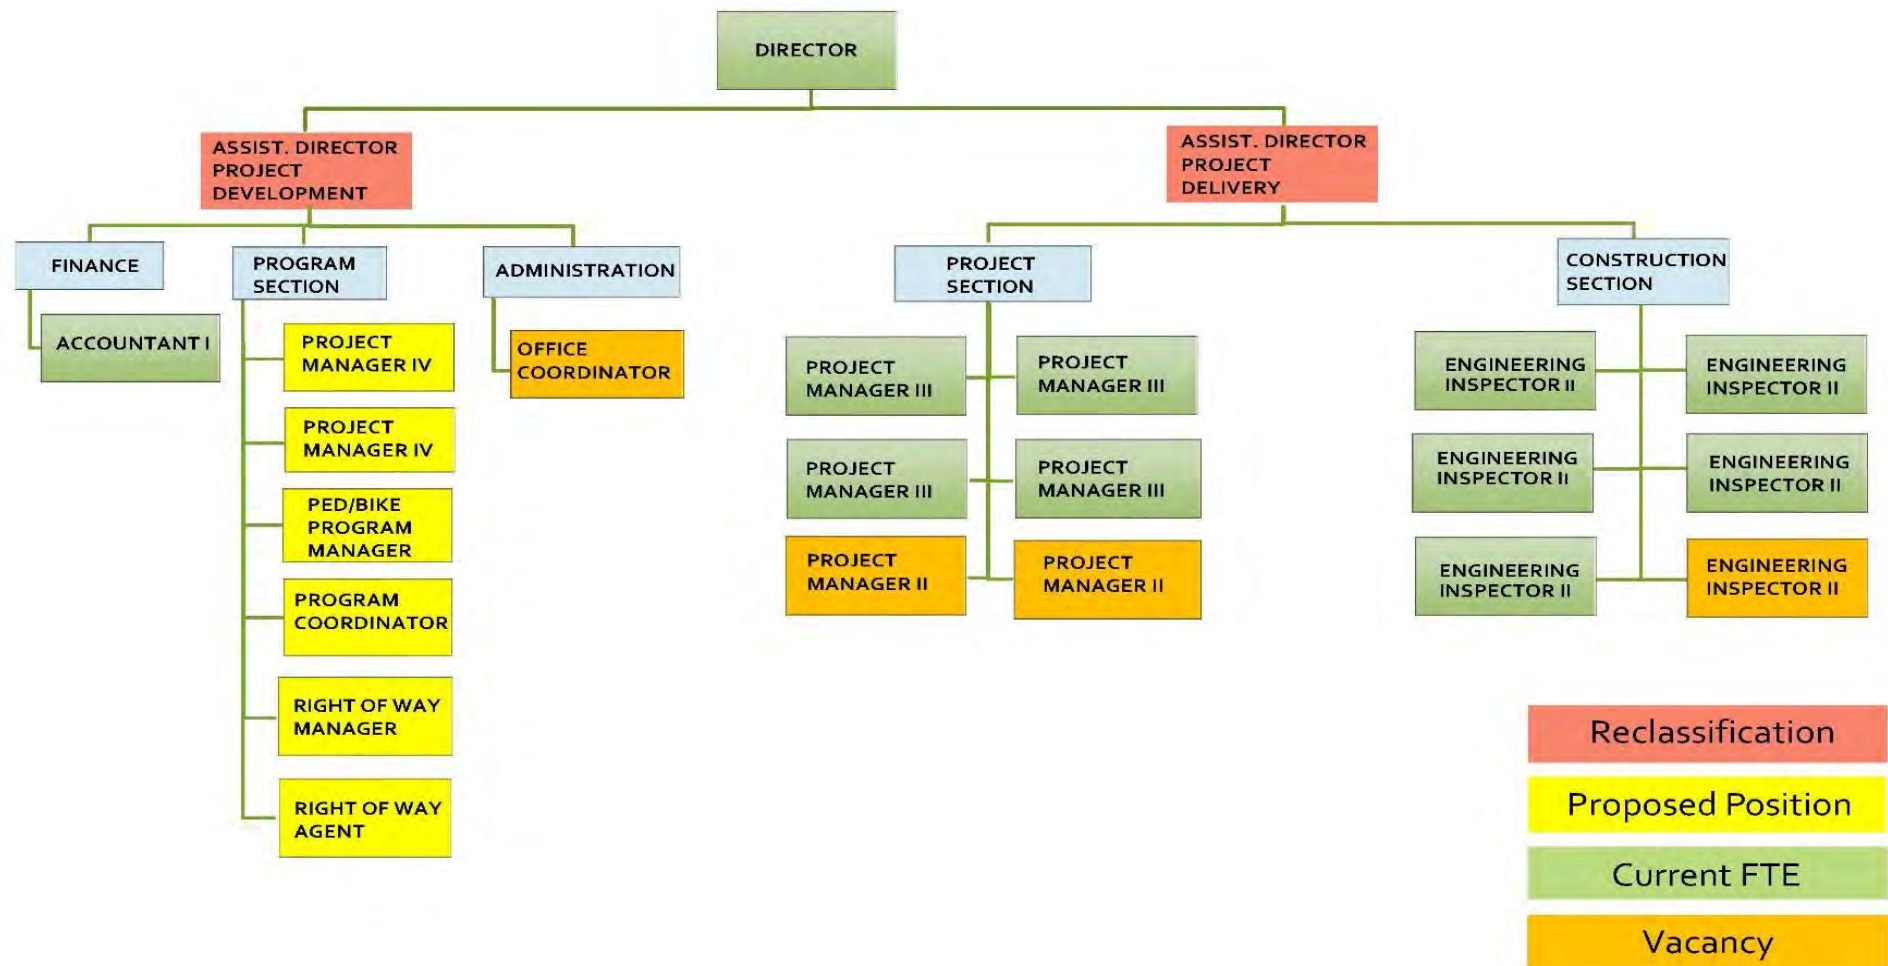 DIRECTOR
ASSIST. DIRECTOR
PROJECT
DEVELOPMENT
ASSIST. DIRECTOR
PROJECT
DELIVERY
FINANCE
PROGRAM
SECTION
ADMINISTRATION
PROJECT
SECTION
CONSTRUCTION
SECTION
ACCOUNTANT I
PROJECT
MANAGER IV
PROJECT
MANAGER IV
PED/BIKE
PROGRAM
MANAGER
PROGRAM
COORDINATOR
RIGHT OF WAY
MANAGER
RIGHT OF WAY
AGENT
OFFICE
COORDINATOR
PROJECT
MANAGER III
PROJECT
MANAGER III
PROJECT
MANAGER III
PROJECT
MANAGER III
PROJECT
MANAGER II
PROJECT
MANAGER II
ENGINEERING
INSPECTOR II
ENGINEERING
INSPECTOR II
ENGINEERING
INSPECTOR II
ENGINEERING
INSPECTOR II
ENGINEERING
INSPECTOR II
ENGINEERING
INSPECTOR II
Reclassification
Proposed Position
Current FTE
Vacancy